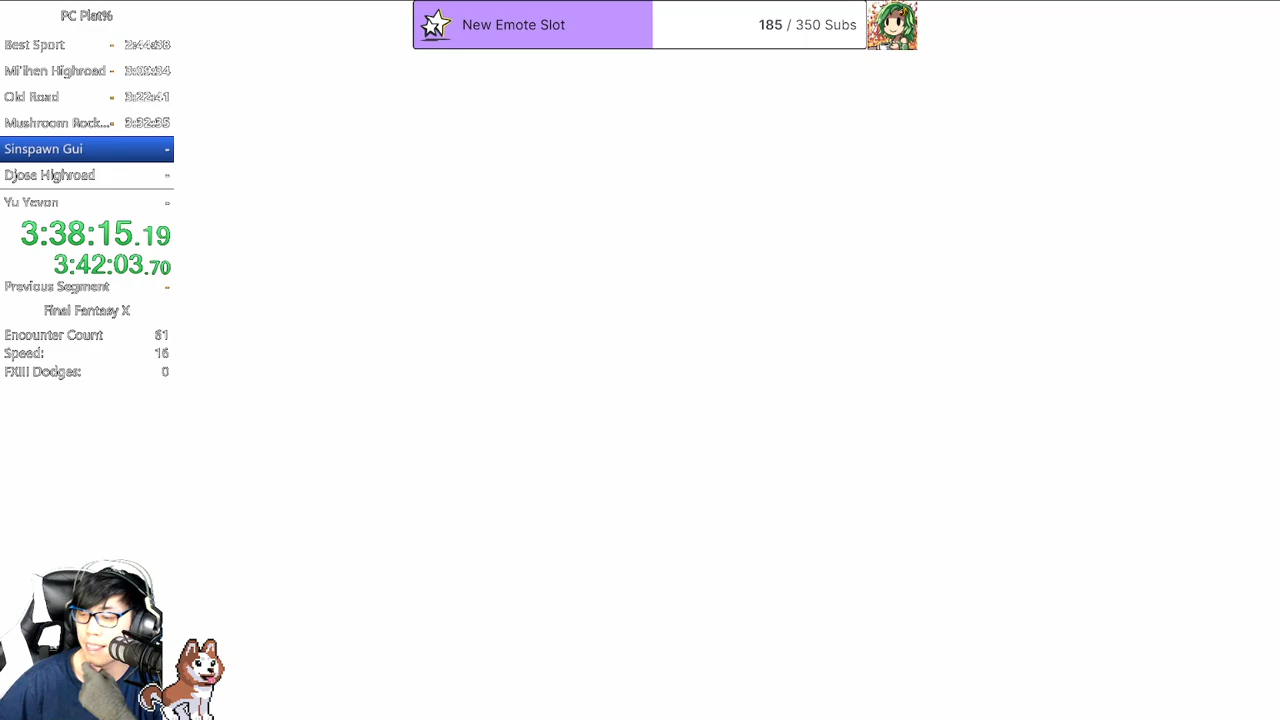 PC Plat%
New Emote Slot 185 / 350 Subs
Best Sport - 2:44:38
Mi'ihen Highroad - 3:09:34
Old Road - 3:22:41
Mushroom Rock... - 3:32:35
Sinspawn Gui -
Djose Highroad -
Yu Yevon -
3:38:15.19
3:42:03.70
Previous Segment -
Final Fantasy X
Encounter Count 61
Speed: 16
FXIII Dodges: 0